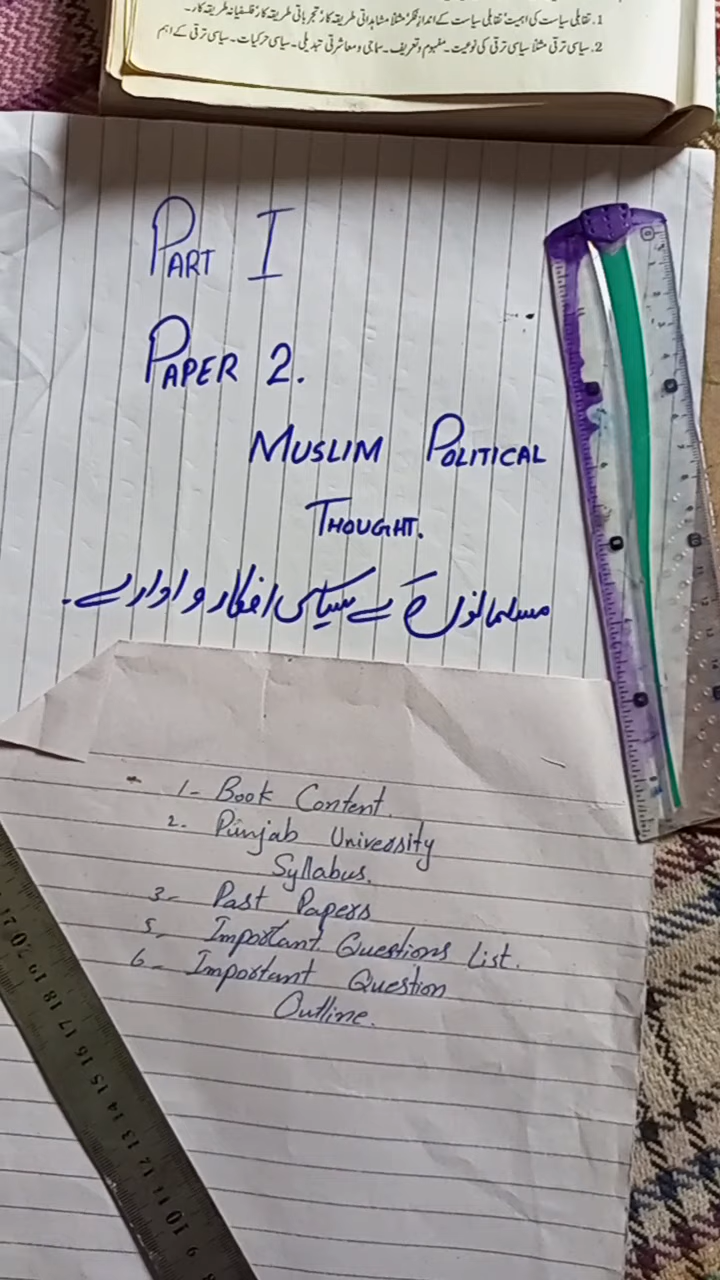 1. تقابلی سیاست کی اہمیت' تقابلی سیاست کے انداز فکر' مثلاً مشاہداتی طریقہ کار' تجرباتی طریقہ کار' فلسفیانہ طریقہ کار۔
2. سیاسی ترقی مثلاً سیاسی ترقی کی نوعیت۔ مفہوم و تعریف۔ سماجی و معاشرتی تبدیلی۔ سیاسی حرکیات۔ سیاسی ترقی کے اہم
PART I
PAPER 2.
MUSLIM POLITICAL
THOUGHT.
مسلمانوں کے سیاسی افکار و ادارے۔
1- Book Content.
2. Punjab University
Syllabus.
3- Past Papers
5- Important Questions List.
6- Important Question
Outline.